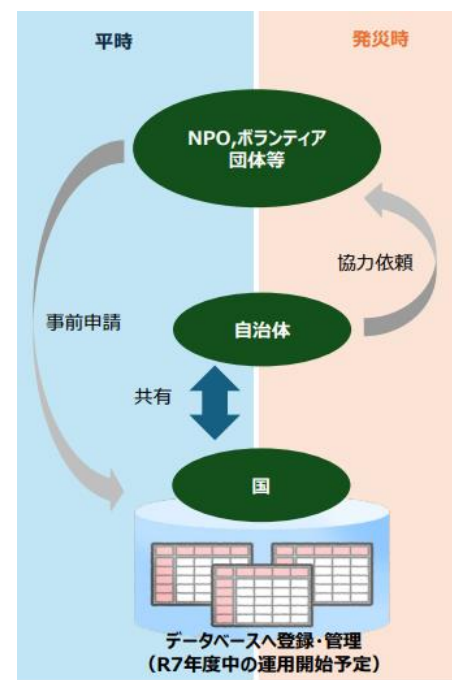 平時
発災時
NPO,ボランティア
団体等
協力依頼
事前申請
自治体
共有
国
データベースへ登録・管理
（R7年度中の運用開始予定）